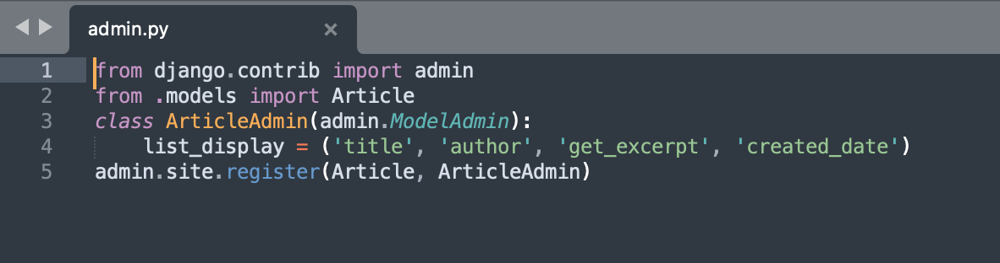 admin.py
1 from django.contrib import admin
2 from .models import Article
3 class ArticleAdmin(admin.ModelAdmin):
4     list_display = ('title', 'author', 'get_excerpt', 'created_date')
5 admin.site.register(Article, ArticleAdmin)